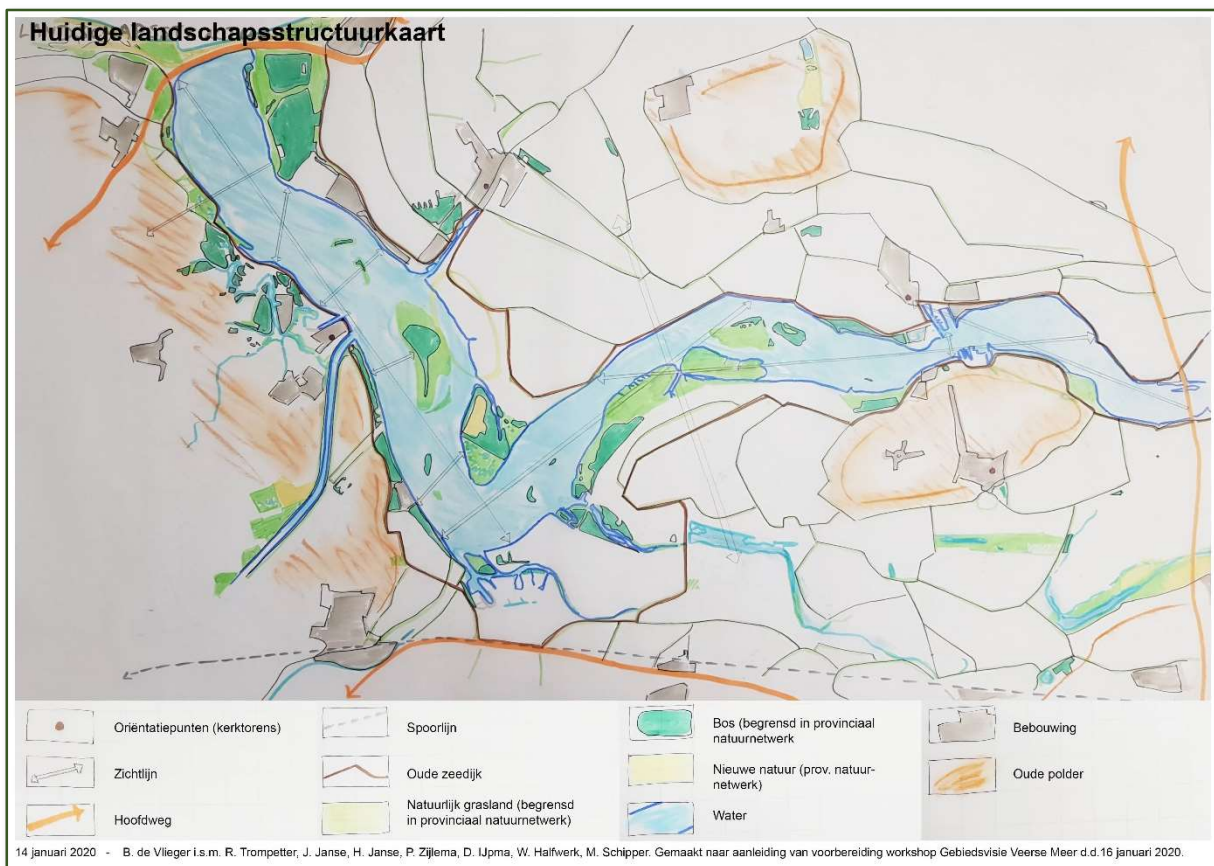 Huidige landschapsstructuurkaart
Oriëntatiepunten (kerktorens)
Zichtlijn
Hoofdweg
Spoorlijn
Oude zeedijk
Natuurlijk grasland (begrensd
in provinciaal natuurnetwerk)
Bos (begrensd in provinciaal
natuurnetwerk
Nieuwe natuur (prov. natuur-
netwerk)
Water
Bebouwing
Oude polder
14 januari 2020 - B. de Vlieger i.s.m. R. Trompetter, J. Janse, H. Janse, P. Zijlema, D. IJpma, W. Halfwerk, M. Schipper. Gemaakt naar aanleiding van voorbereiding workshop Gebiedsvisie Veerse Meer d.d.16 januari 2020.